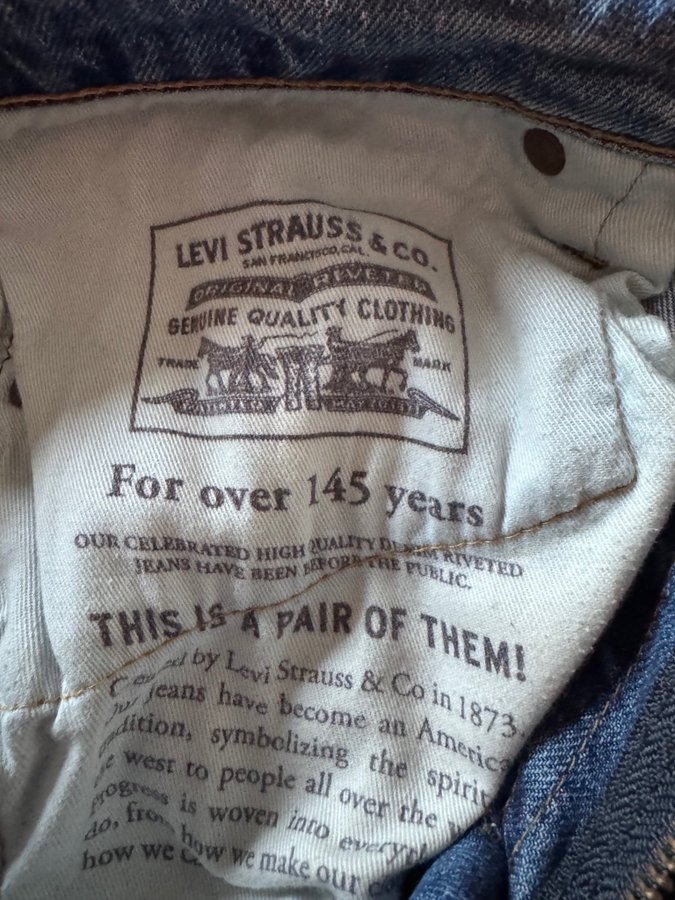 LEVI STRAUSS & CO.
SAN FRANCISCO, CAL.
ORIGINAL RIVETED
GENUINE QUALITY CLOTHING
TRADE MARK
PATENTED MAY
For over 145 years
OUR CELEBRATED HIGH QUALITY DENIM RIVETED
JEANS HAVE BEEN BEFORE THE PUBLIC.
THIS IS A PAIR OF THEM!
by Levi Strauss & Co in 1873.
jeans have become an America
dition, symbolizing the spirit
west to people all over the
progress is woven into every
do, from how we make our
how we